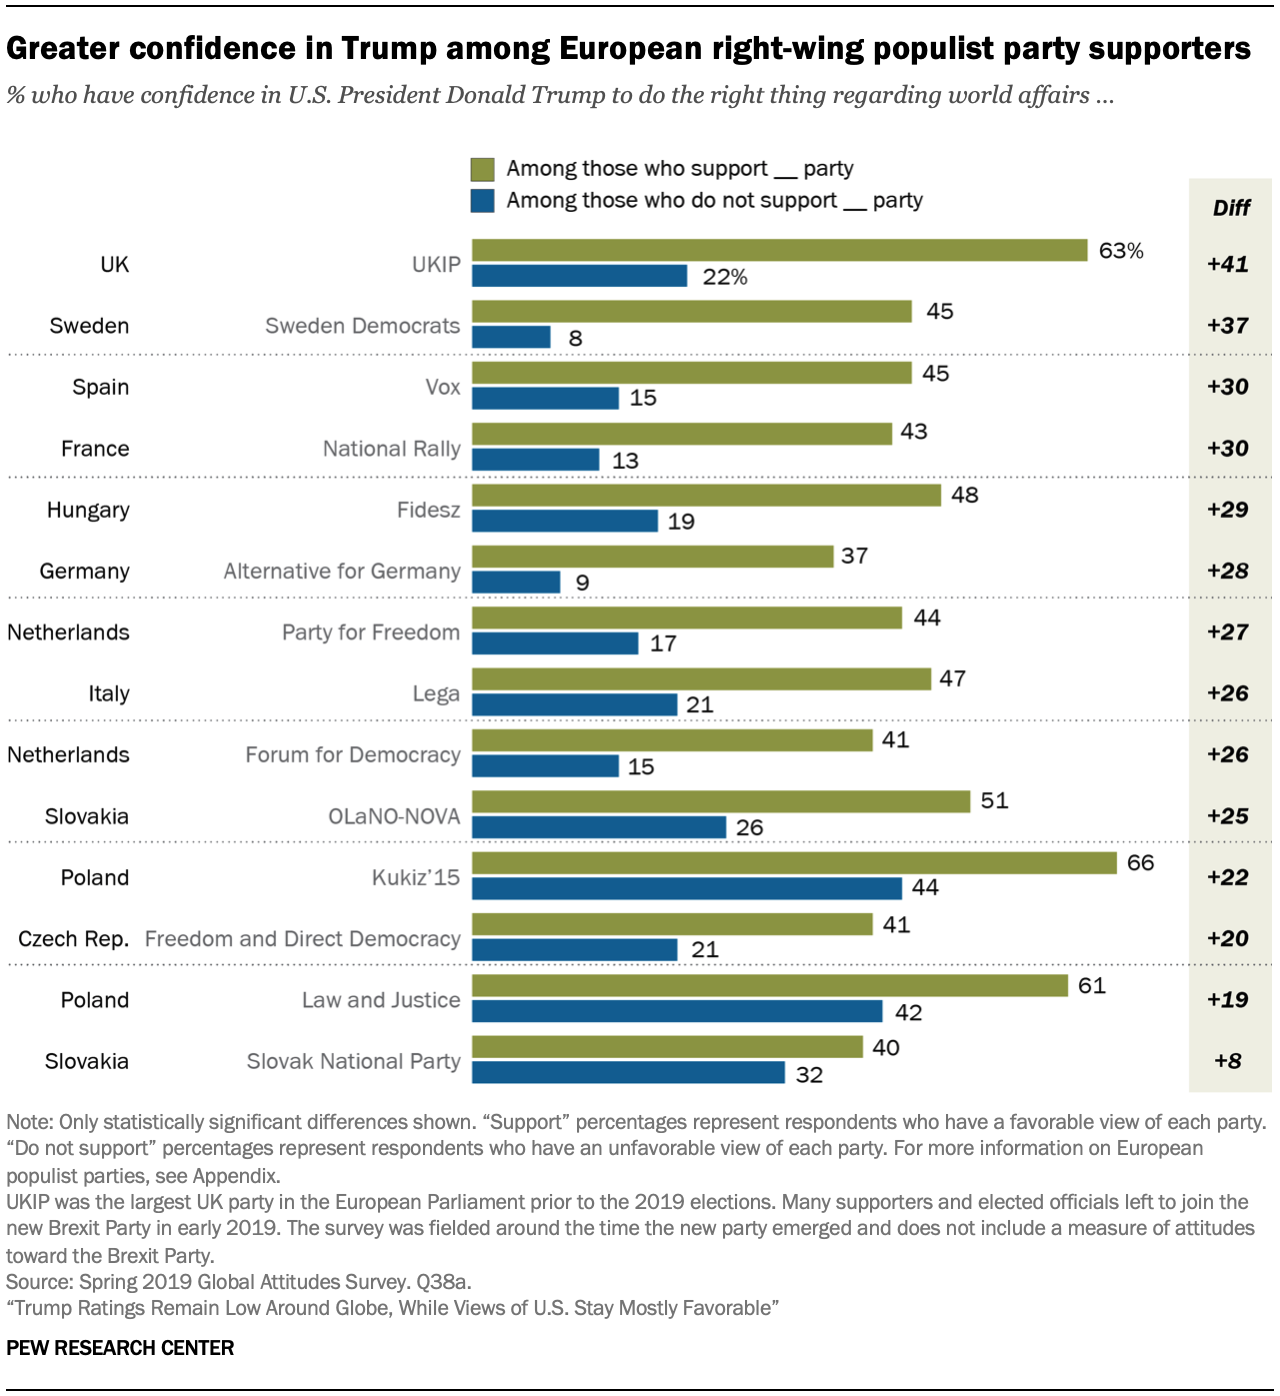 Greater confidence in Trump among European right-wing populist party supporters
% who have confidence in U.S. President Donald Trump to do the right thing regarding world affairs ...
Among those who support __ party
Among those who do not support __ party
Diff
UK UKIP 63% 22% +41
Sweden Sweden Democrats 45 8 +37
Spain Vox 45 15 +30
France National Rally 43 13 +30
Hungary Fidesz 48 19 +29
Germany Alternative for Germany 37 9 +28
Netherlands Party for Freedom 44 17 +27
Italy Lega 47 21 +26
Netherlands Forum for Democracy 41 15 +26
Slovakia OLaNO-NOVA 51 26 +25
Poland Kukiz’15 66 44 +22
Czech Rep. Freedom and Direct Democracy 41 21 +20
Poland Law and Justice 61 42 +19
Slovakia Slovak National Party 40 32 +8
Note: Only statistically significant differences shown. “Support” percentages represent respondents who have a favorable view of each party.
“Do not support” percentages represent respondents who have an unfavorable view of each party. For more information on European
populist parties, see Appendix.
UKIP was the largest UK party in the European Parliament prior to the 2019 elections. Many supporters and elected officials left to join the
new Brexit Party in early 2019. The survey was fielded around the time the new party emerged and does not include a measure of attitudes
toward the Brexit Party.
Source: Spring 2019 Global Attitudes Survey. Q38a.
“Trump Ratings Remain Low Around Globe, While Views of U.S. Stay Mostly Favorable”
PEW RESEARCH CENTER